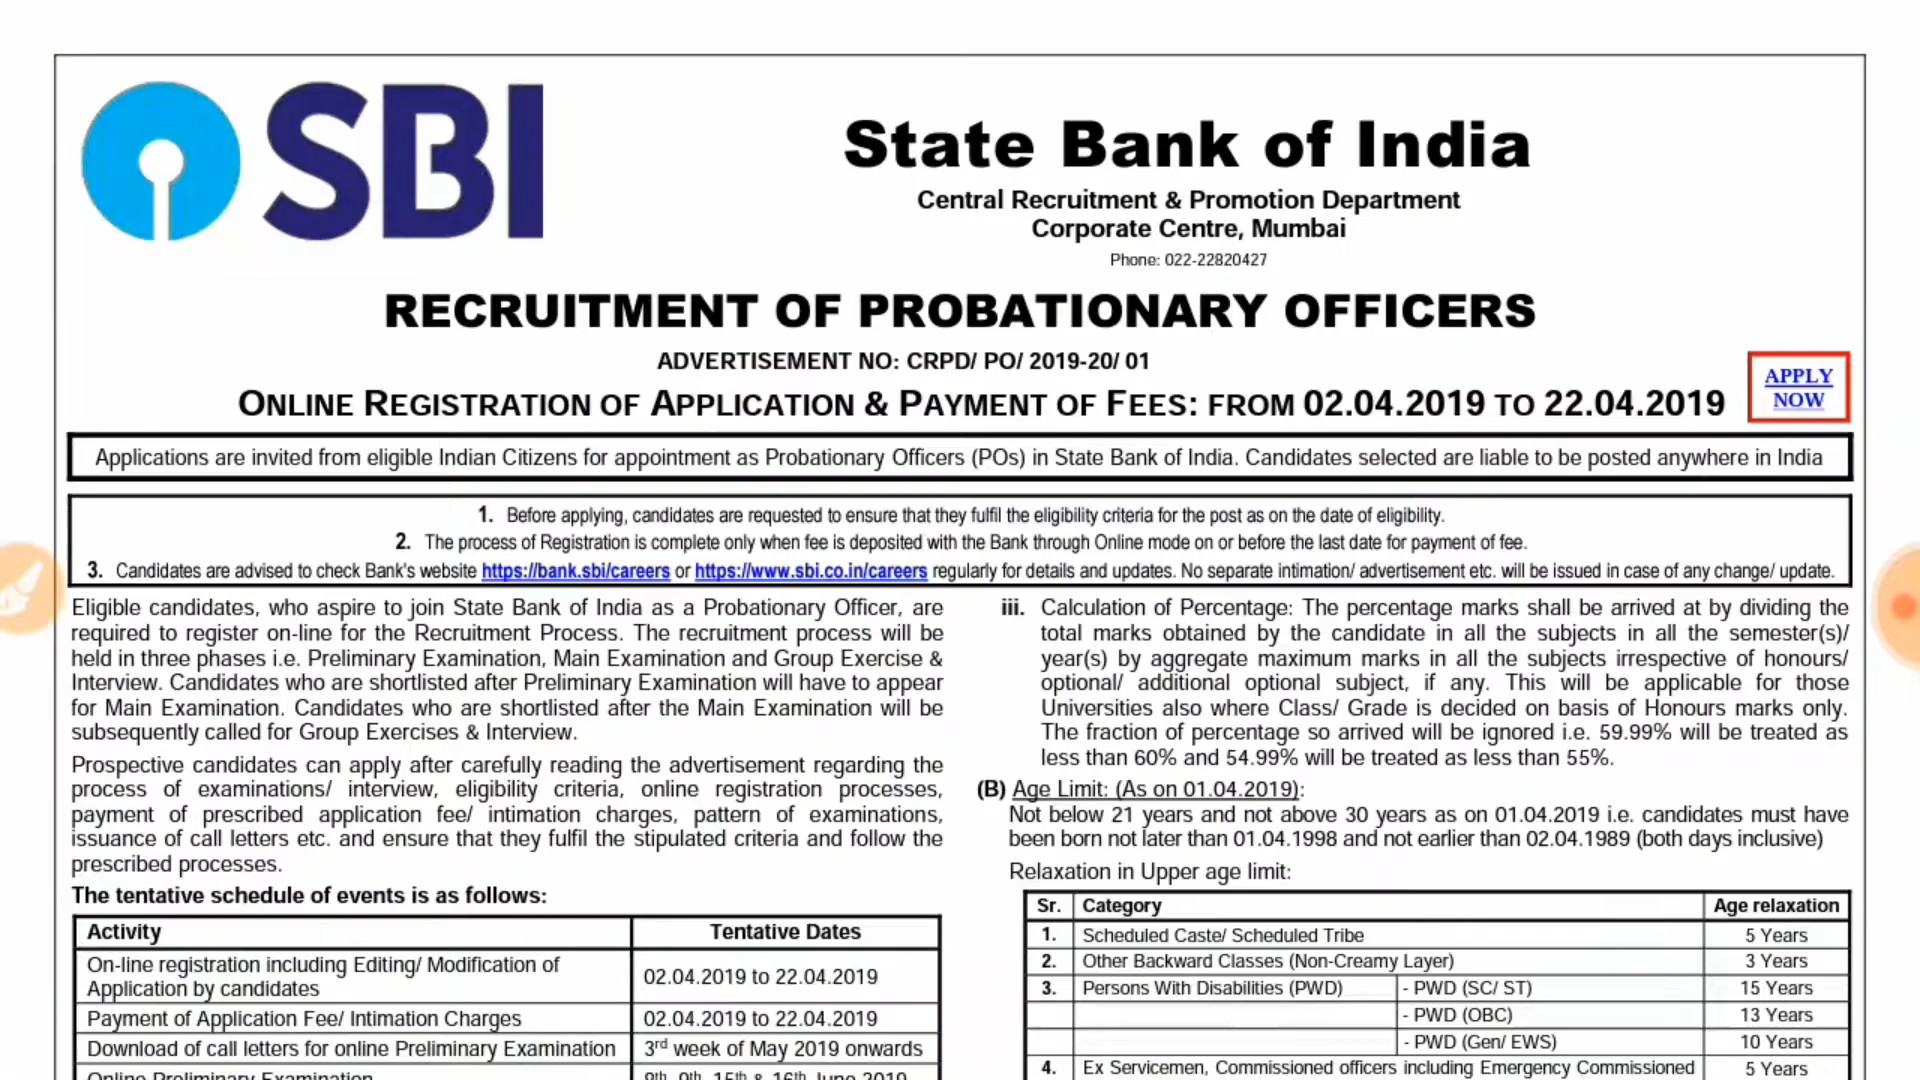 SBI
State Bank of India
Central Recruitment & Promotion Department
Corporate Centre, Mumbai
Phone: 022-22820427
RECRUITMENT OF PROBATIONARY OFFICERS
ADVERTISEMENT NO: CRPD/ PO/ 2019-20/ 01
APPLY
NOW
ONLINE REGISTRATION OF APPLICATION & PAYMENT OF FEES: FROM 02.04.2019 TO 22.04.2019
Applications are invited from eligible Indian Citizens for appointment as Probationary Officers (POs) in State Bank of India. Candidates selected are liable to be posted anywhere in India
1. Before applying, candidates are requested to ensure that they fulfil the eligibility criteria for the post as on the date of eligibility.
2. The process of Registration is complete only when fee is deposited with the Bank through Online mode on or before the last date for payment of fee.
3. Candidates are advised to check Bank's website https://bank.sbi/careers or https://www.sbi.co.in/careers regularly for details and updates. No separate intimation/ advertisement etc. will be issued in case of any change/ update.
Eligible candidates, who aspire to join State Bank of India as a Probationary Officer, are
required to register on-line for the Recruitment Process. The recruitment process will be
held in three phases i.e. Preliminary Examination, Main Examination and Group Exercise &
Interview. Candidates who are shortlisted after Preliminary Examination will have to appear
for Main Examination. Candidates who are shortlisted after the Main Examination will be
subsequently called for Group Exercises & Interview.
Prospective candidates can apply after carefully reading the advertisement regarding the
process of examinations/ interview, eligibility criteria, online registration processes,
payment of prescribed application fee/ intimation charges, pattern of examinations,
issuance of call letters etc. and ensure that they fulfil the stipulated criteria and follow the
prescribed processes.
The tentative schedule of events is as follows:
Activity Tentative Dates
On-line registration including Editing/ Modification of
Application by candidates 02.04.2019 to 22.04.2019
Payment of Application Fee/ Intimation Charges 02.04.2019 to 22.04.2019
Download of call letters for online Preliminary Examination 3rd week of May 2019 onwards
Online Preliminary Examination 8th, 9th, 15th & 16th June 2019
iii. Calculation of Percentage: The percentage marks shall be arrived at by dividing the
total marks obtained by the candidate in all the subjects in all the semester(s)/
year(s) by aggregate maximum marks in all the subjects irrespective of honours/
optional/ additional optional subject, if any. This will be applicable for those
Universities also where Class/ Grade is decided on basis of Honours marks only.
The fraction of percentage so arrived will be ignored i.e. 59.99% will be treated as
less than 60% and 54.99% will be treated as less than 55%.
(B) Age Limit: (As on 01.04.2019):
Not below 21 years and not above 30 years as on 01.04.2019 i.e. candidates must have
been born not later than 01.04.1998 and not earlier than 02.04.1989 (both days inclusive)
Relaxation in Upper age limit:
Sr. Category Age relaxation
1. Scheduled Caste/ Scheduled Tribe 5 Years
2. Other Backward Classes (Non-Creamy Layer) 3 Years
3. Persons With Disabilities (PWD) - PWD (SC/ ST) 15 Years
- PWD (OBC) 13 Years
- PWD (Gen/ EWS) 10 Years
4. Ex Servicemen, Commissioned officers including Emergency Commissioned 5 Years